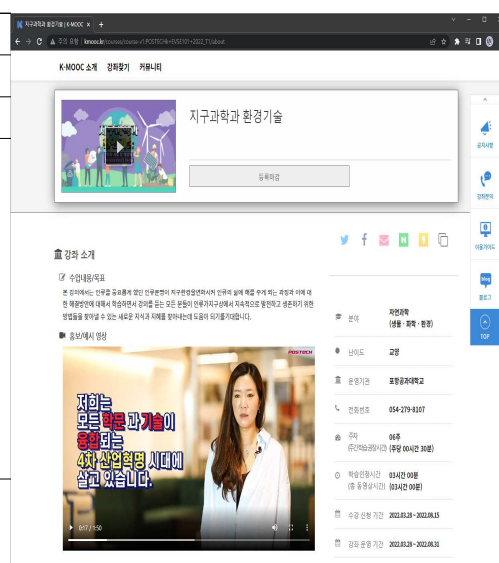 지구과학과 환경기술 | K-MOOC
주의 요함 | kmooc.kr/courses/course-v1:POSTECHk+EVSE101+2022_T1/about
K-MOOC 소개 강좌찾기 커뮤니티
지구과학과 환경기술
등록마감
공지사항
강좌문의
이용가이드
blog
블로그
TOP
강좌 소개
수업내용/목표
본 강의에서는 인류를 풍요롭게 했던 인류문명이 지구환경을변화시켜 인류의 삶에 해를 주게 되는 과정과 이에 대
한 해결방안에 대해서 학습하면서 강의를 듣는 모든 분들이 인류가지구상에서 지속적으로 발전하고 생존하기 위한
방법들을 찾아낼 수 있는 새로운 지식과 지혜를 찾아내는데 도움이 되기를기대합니다.
홍보/예시 영상
POSTECH
저희는
모든 학문 과 기술이
융합되는
4차 산업혁명 시대에
살고 있습니다.
0:17 / 1:50
분야 자연과학
(생물 · 화학 · 환경)
난이도 교양
운영기관 포항공과대학교
전화번호 054-279-8107
주차 06주
(주간학습권장시간) (주당 00시간 30분)
학습인정시간 03시간 00분
(총 동영상시간) (03시간 00분)
수강 신청 기간 2022.03.28 ~ 2022.08.15
강좌 운영 기간 2022.03.28 ~ 2022.08.31